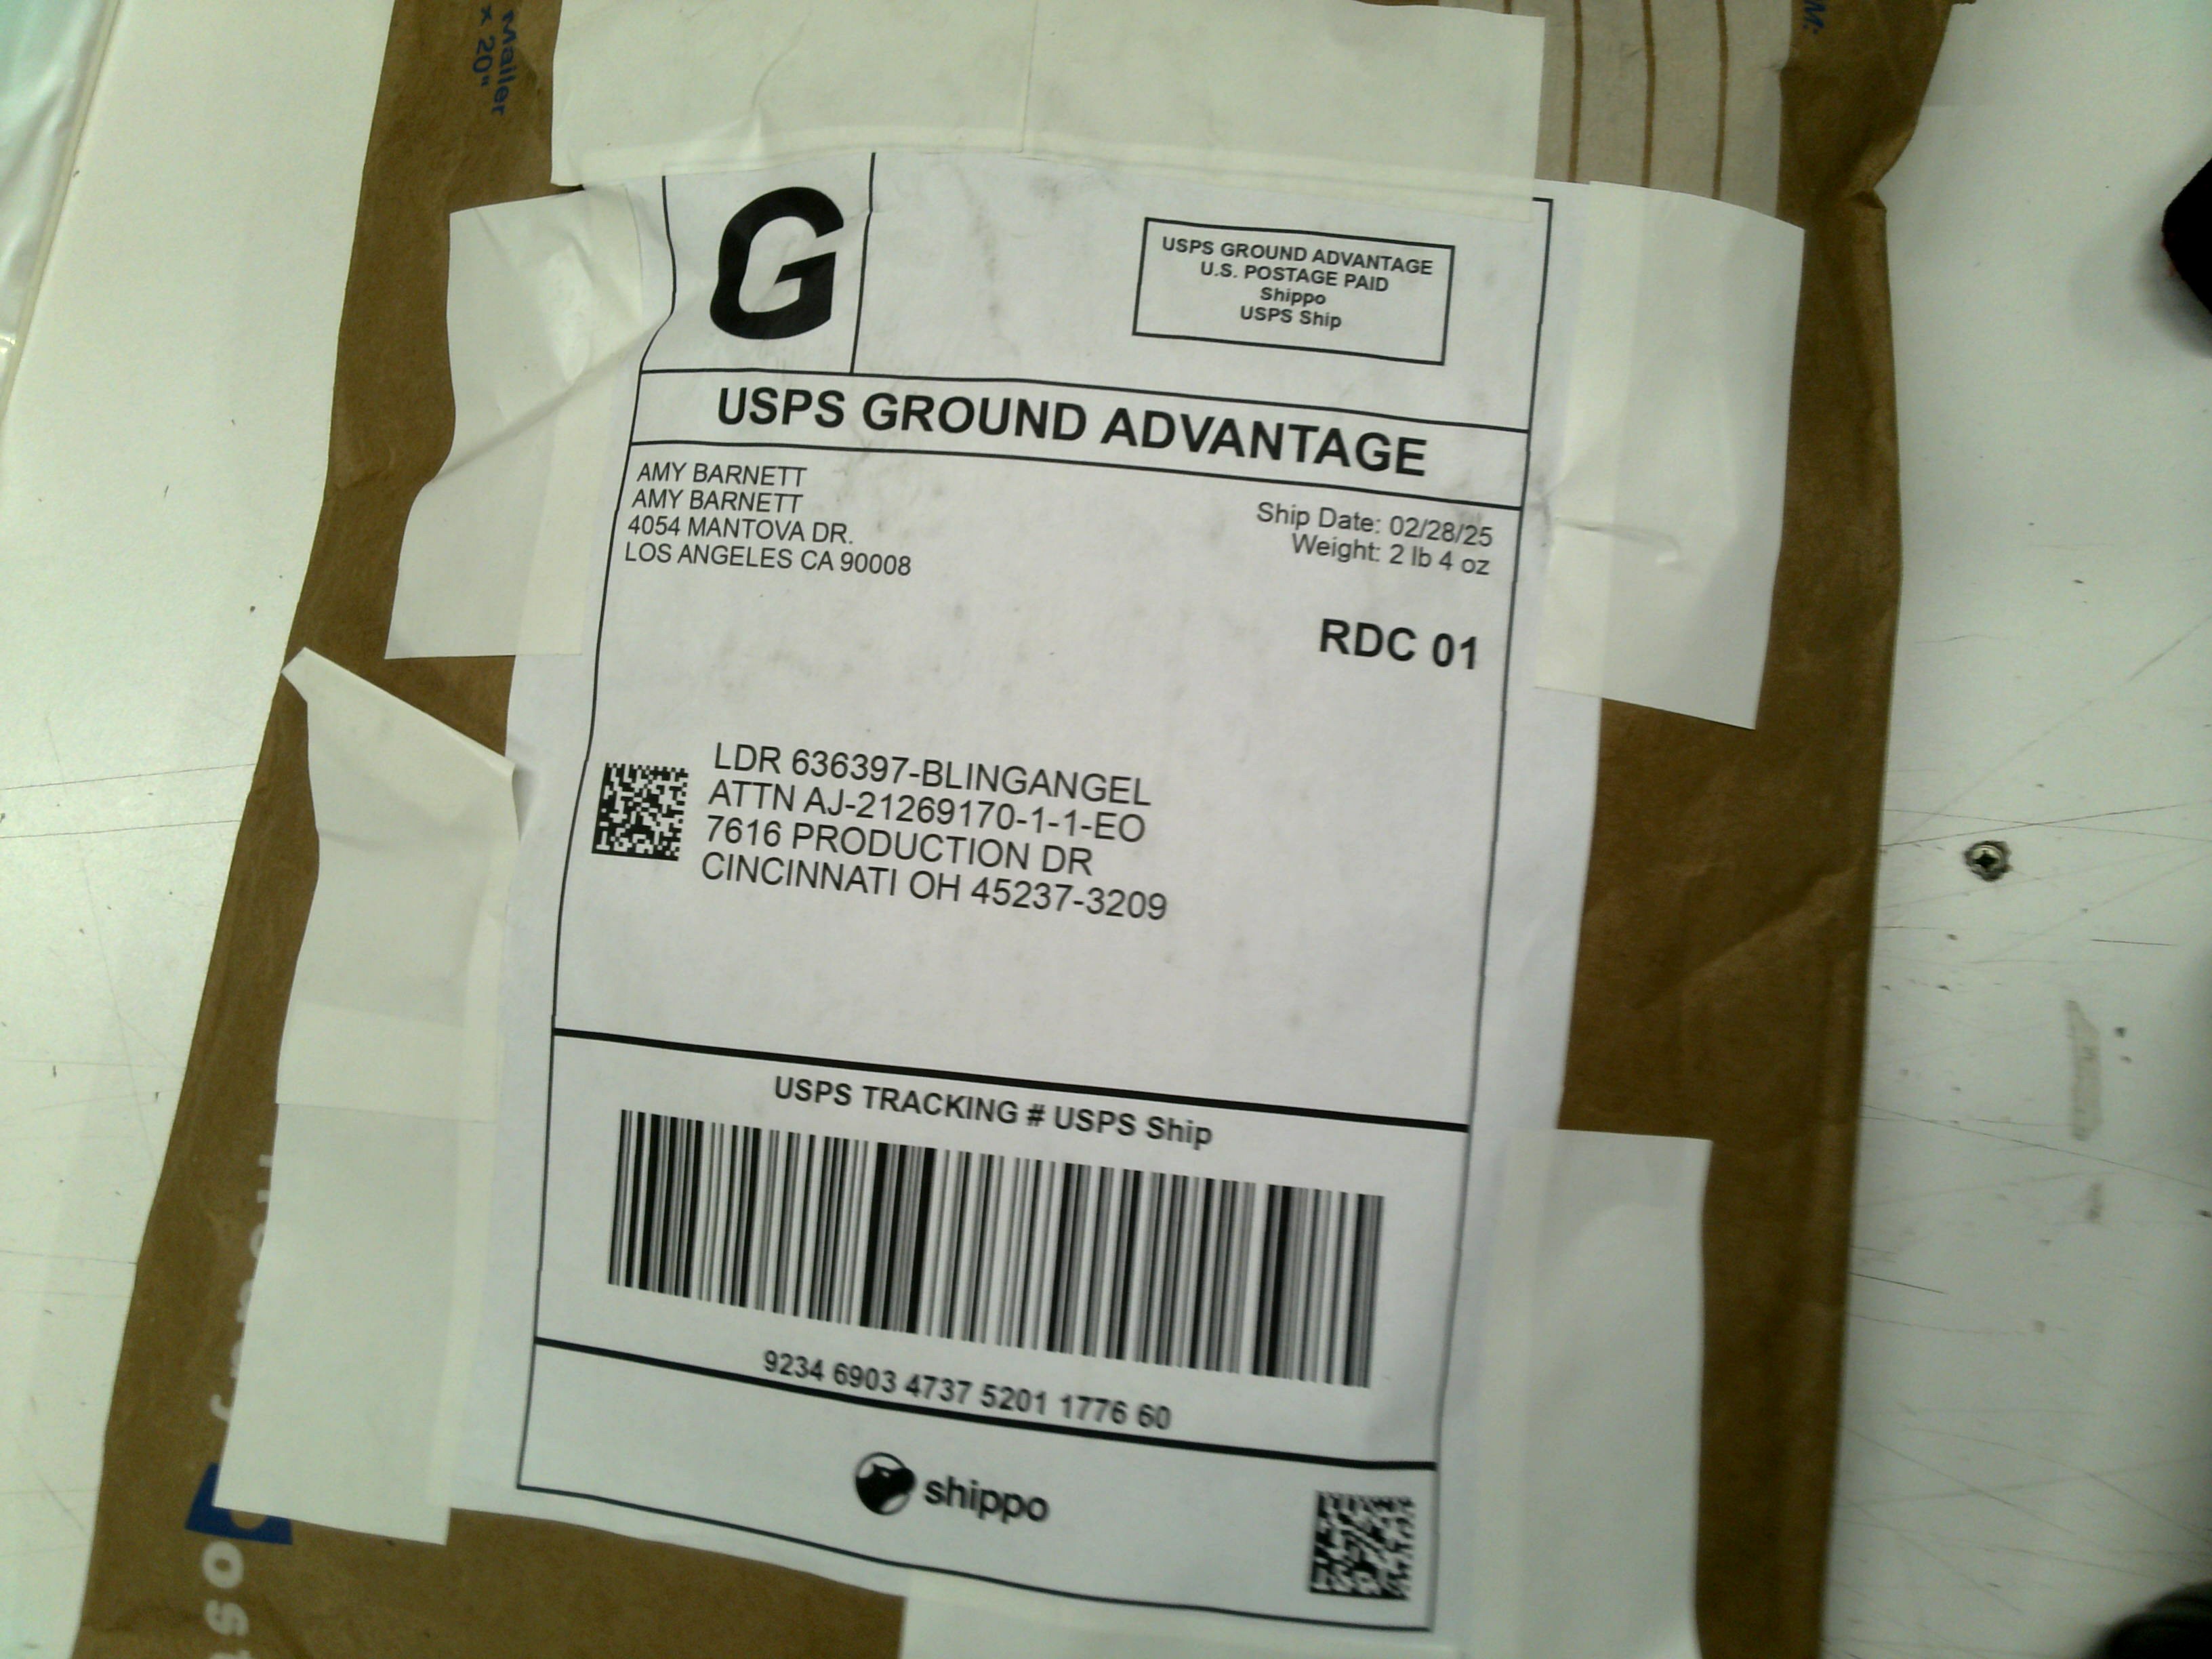 Mailer
x 20"
M:
G
USPS GROUND ADVANTAGE
U.S. POSTAGE PAID
Shippo
USPS Ship
USPS GROUND ADVANTAGE
AMY BARNETT
AMY BARNETT
4054 MANTOVA DR.
LOS ANGELES CA 90008
Ship Date: 02/28/25
Weight: 2 lb 4 oz
RDC 01
LDR 636397-BLINGANGEL
ATTN AJ-21269170-1-1-EO
7616 PRODUCTION DR
CINCINNATI OH 45237-3209
USPS TRACKING # USPS Ship
9234 6903 4737 5201 1776 60
shippo